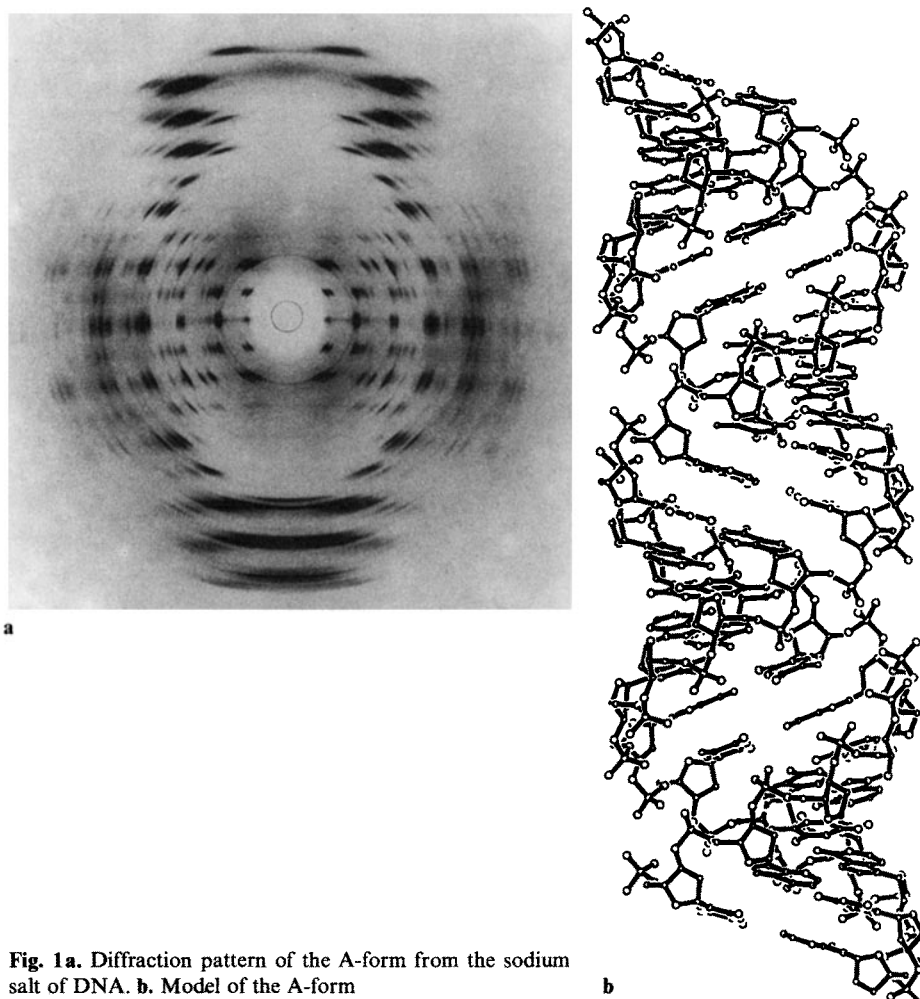 a
Fig. 1a. Diffraction pattern of the A-form from the sodium
salt of DNA. b. Model of the A-form
b